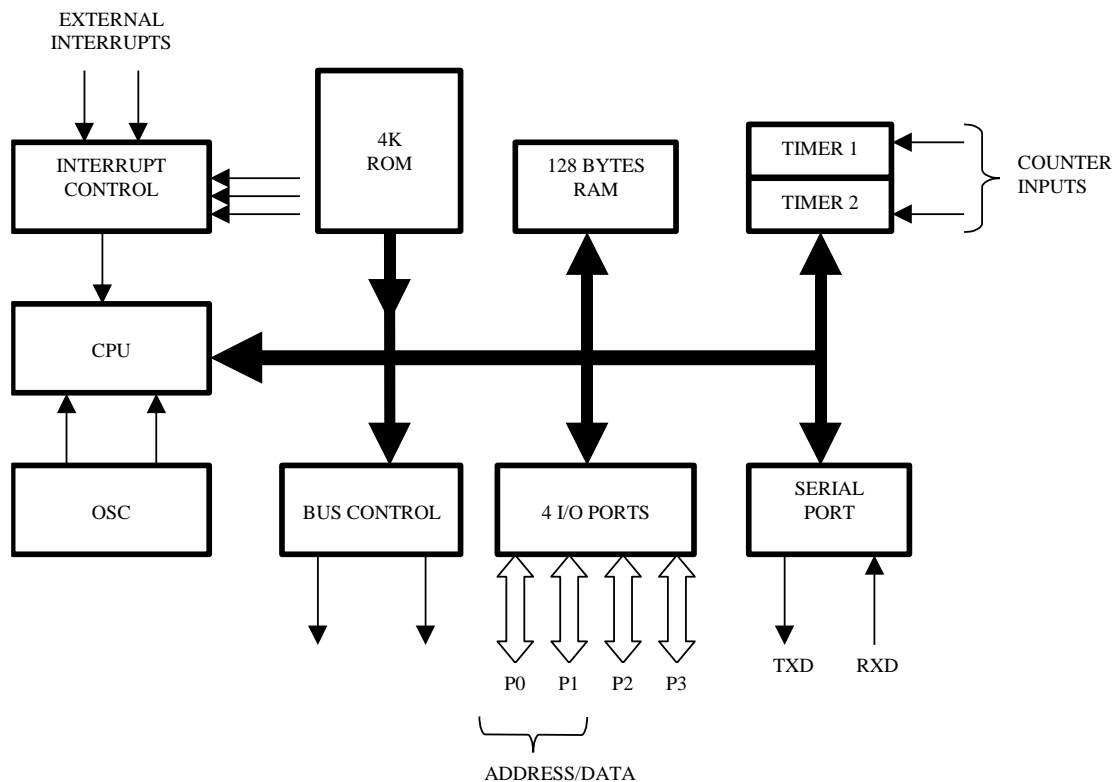 EXTERNAL
INTERRUPTS
INTERRUPT
CONTROL
4K
ROM
128 BYTES
RAM
TIMER 1
TIMER 2
COUNTER
INPUTS
CPU
OSC
BUS CONTROL
4 I/O PORTS
SERIAL
PORT
TXD
RXD
P0
P1
P2
P3
ADDRESS/DATA